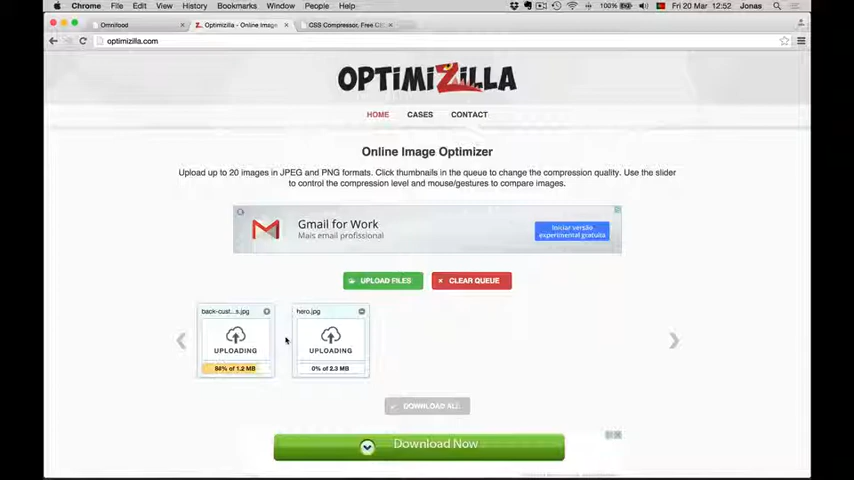 Chrome File Edit View History Bookmarks Window People Help 100% Fri 20 Mar 12:52 Jonas
Omnifood Optimizilla - Online Image CSS Compressor, Free CS
optimizilla.com
OPTIMIZILLA
HOME CASES CONTACT
Online Image Optimizer
Upload up to 20 images in JPEG and PNG formats. Click thumbnails in the queue to change the compression quality. Use the slider
to control the compression level and mouse/gestures to compare images.
Gmail for Work
Mais email profissional
Iniciar versão
experimental gratuita
UPLOAD FILES CLEAR QUEUE
back-cust...s.jpg hero.jpg
UPLOADING UPLOADING
84% of 1.2 MB 0% of 2.3 MB
DOWNLOAD ALL
Download Now